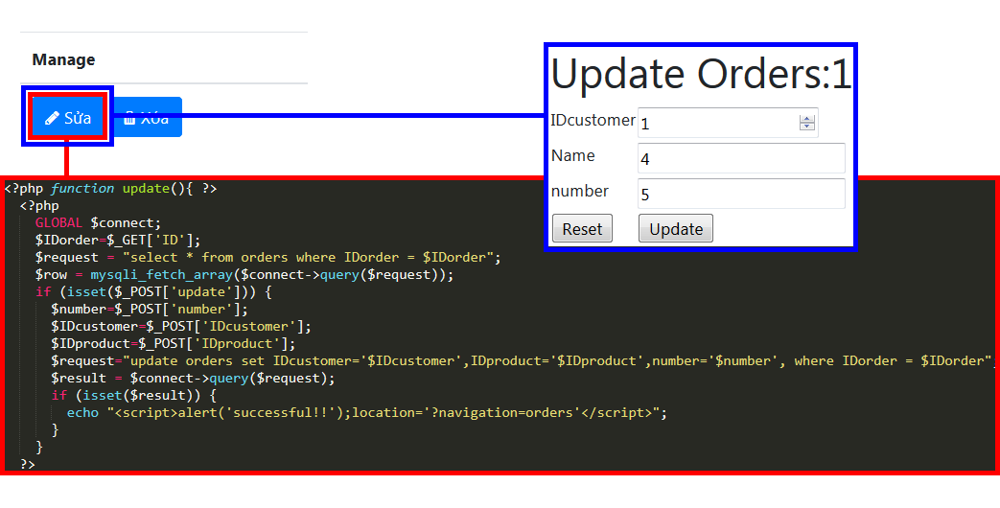 Manage
Sửa
Xóa
Update Orders:1
IDcustomer 1
Name 4
number 5
Reset Update
<?php function update(){ ?>
<?php
GLOBAL $connect;
$IDorder=$_GET['ID'];
$request = "select * from orders where IDorder = $IDorder";
$row = mysqli_fetch_array($connect->query($request));
if (isset($_POST['update'])) {
$number=$_POST['number'];
$IDcustomer=$_POST['IDcustomer'];
$IDproduct=$_POST['IDproduct'];
$request="update orders set IDcustomer='$IDcustomer',IDproduct='$IDproduct',number='$number', where IDorder = $IDorder";
$result = $connect->query($request);
if (isset($result)) {
echo "<script>alert('successful!!');location='?navigation=orders'</script>";
}
}
?>